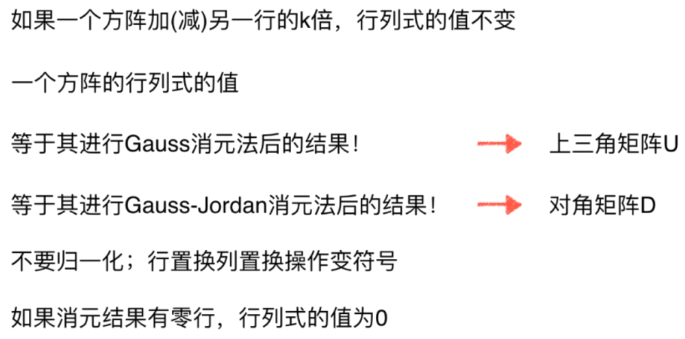 如果一个方阵加(减)另一行的k倍，行列式的值不变
一个方阵的行列式的值
等于其进行Gauss消元法后的结果！ 上三角矩阵U
等于其进行Gauss-Jordan消元法后的结果！ 对角矩阵D
不要归一化；行置换列置换操作变符号
如果消元结果有零行，行列式的值为0